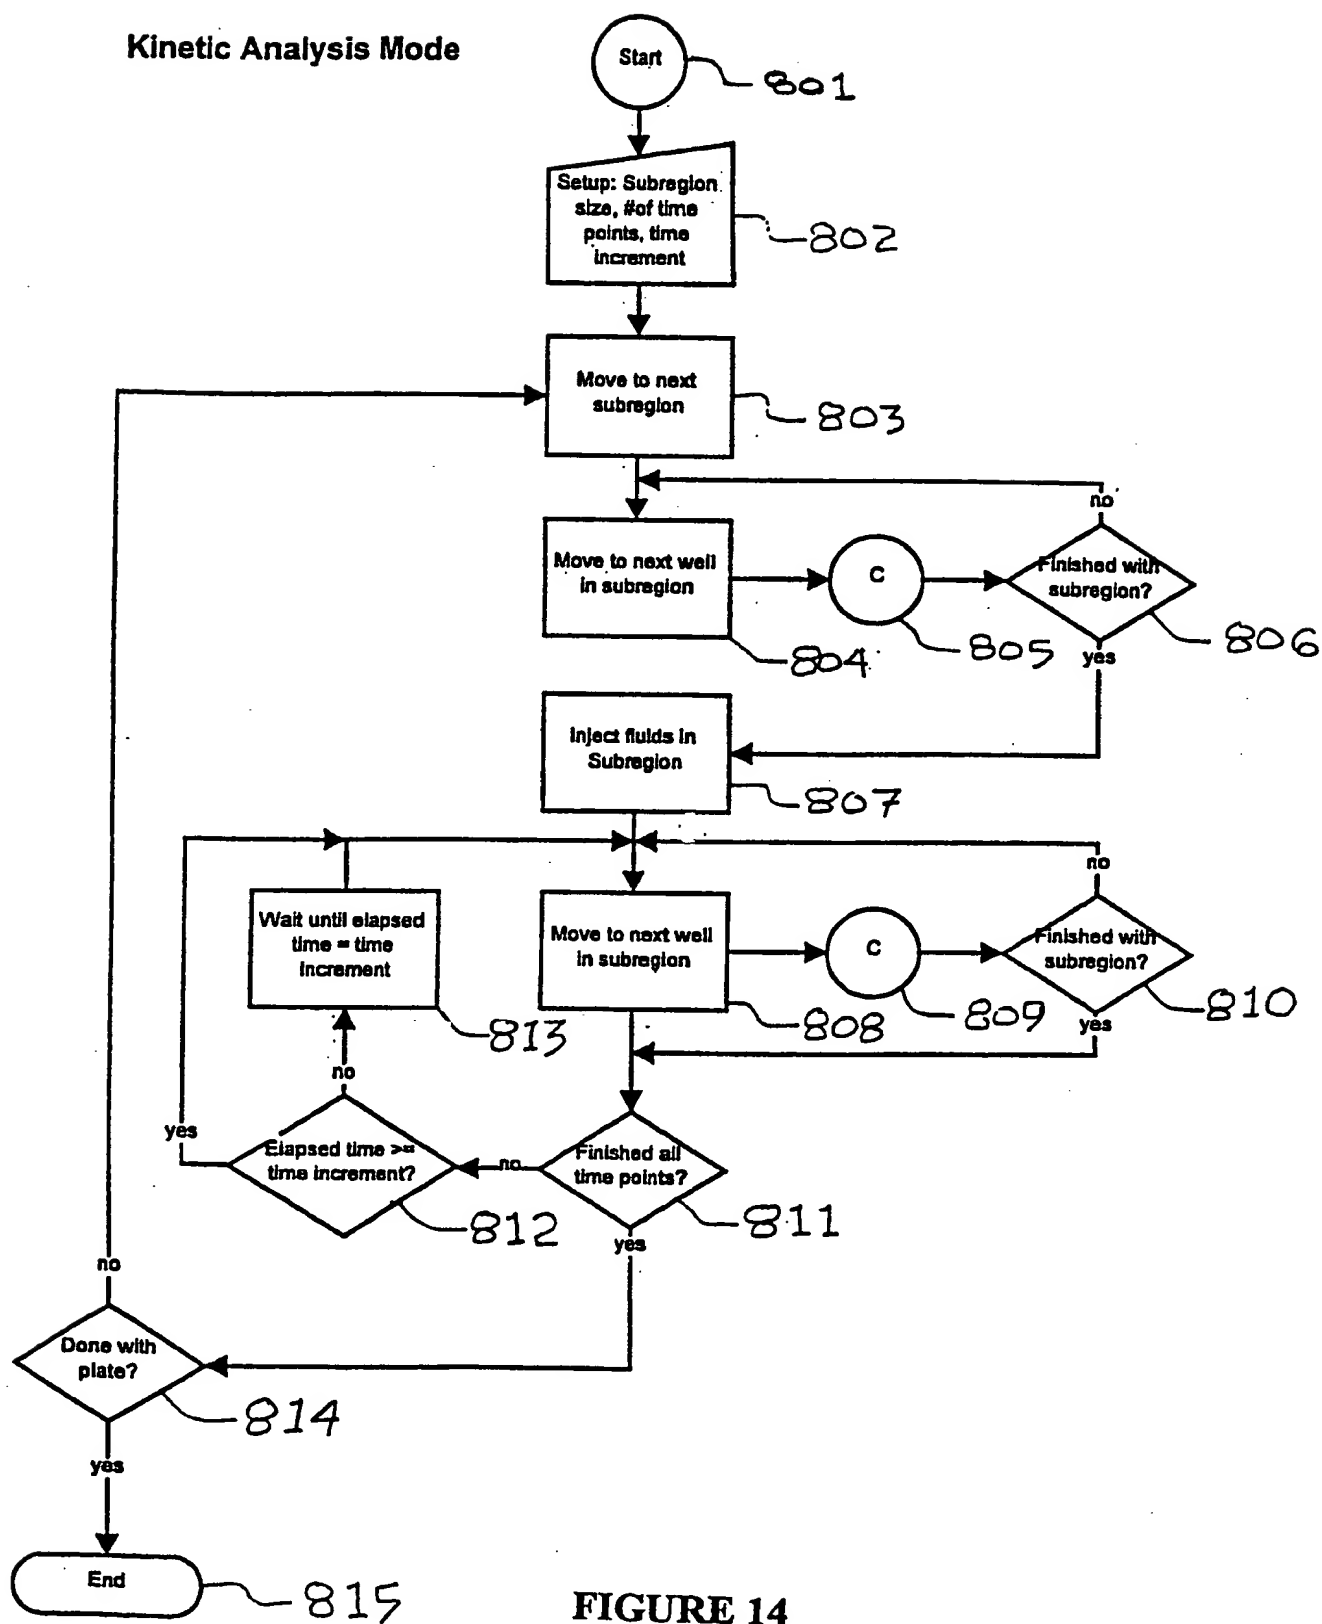 Kinetic Analysis Mode
Start
801
Setup: Subregion
size, #of time
points, time
increment
802
Move to next
subregion
803
no
Move to next well
in subregion
804
C
805
Finished with
subregion?
806
yes
Inject fluids in
Subregion
807
no
Wait until elapsed
time = time
increment
813
Move to next well
in subregion
808
C
809
Finished with
subregion?
810
yes
no
yes
Elapsed time >=
time increment?
812
no
Finished all
time points?
811
yes
no
Done with
plate?
814
yes
End
815
FIGURE 14